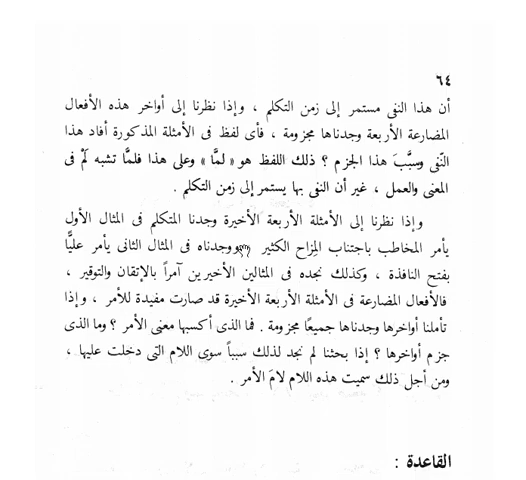 ٦٤
أن هذا النفى مستمر إلى زمن التكلم ، وإذا نظرنا إلى أواخر هذه الأفعال
المضارعة الأربعة وجدناها مجزومة ، فأى لفظ فى الأمثلة المذكورة أفاد هذا
النّفى وسبَّبَ هذا الجزم ؟ ذلك اللفظ هو « لمَّا » وعلى هذا فلمَّا تشبه لَمْ فى
المعنى والعمل ، غير أن النفى بها يستمر إلى زمن التكلم .
وإذا نظرنا إلى الأمثلة الأربعة الأخيرة وجدنا المتكلم فى المثال الأول
يأمر المخاطب باجتناب المِزاح الكثير ووجدناه فى المثال الثانى يأمر عليًّا
بفتح النافذة ، وكذلك نجده فى المثالين الأخيرين آمراً بالإتقان والتوقير ،
فالأفعال المضارعة فى الأمثلة الأربعة الأخيرة قد صارت مفيدة للأمر ، وإذا
تأملنا أواخرها وجدناها جميعًا مجزومة . فما الذى أكسبها معنى الأمر ؟ وما الذى
جزم أواخرها ؟ إذا بحثنا لم نجد لذلك سبباً سوى اللام التى دخلت عليها ،
ومن أجل ذلك سميت هذه اللام لامَ الأمر .
القاعدة :